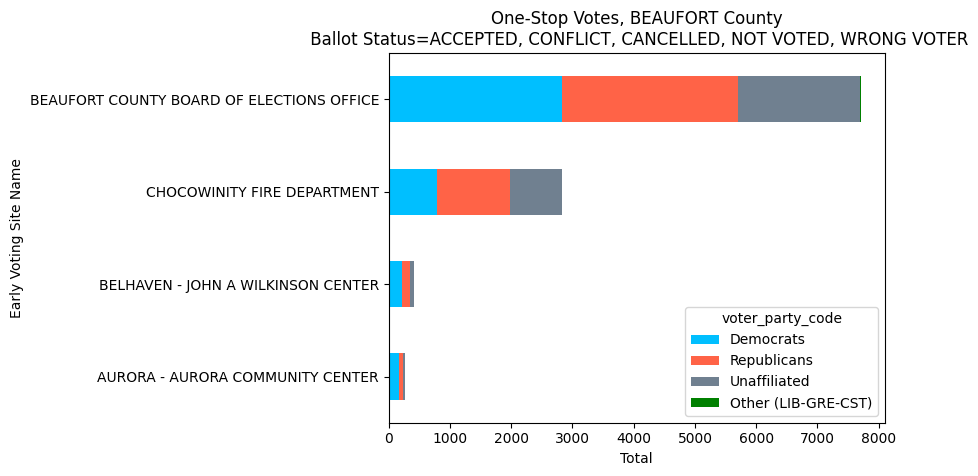 One-Stop Votes, BEAUFORT County
Ballot Status=ACCEPTED, CONFLICT, CANCELLED, NOT VOTED, WRONG VOTER
Early Voting Site Name
BEAUFORT COUNTY BOARD OF ELECTIONS OFFICE
CHOCOWINITY FIRE DEPARTMENT
BELHAVEN - JOHN A WILKINSON CENTER
AURORA - AURORA COMMUNITY CENTER
voter_party_code
Democrats
Republicans
Unaffiliated
Other (LIB-GRE-CST)
0 1000 2000 3000 4000 5000 6000 7000 8000
Total